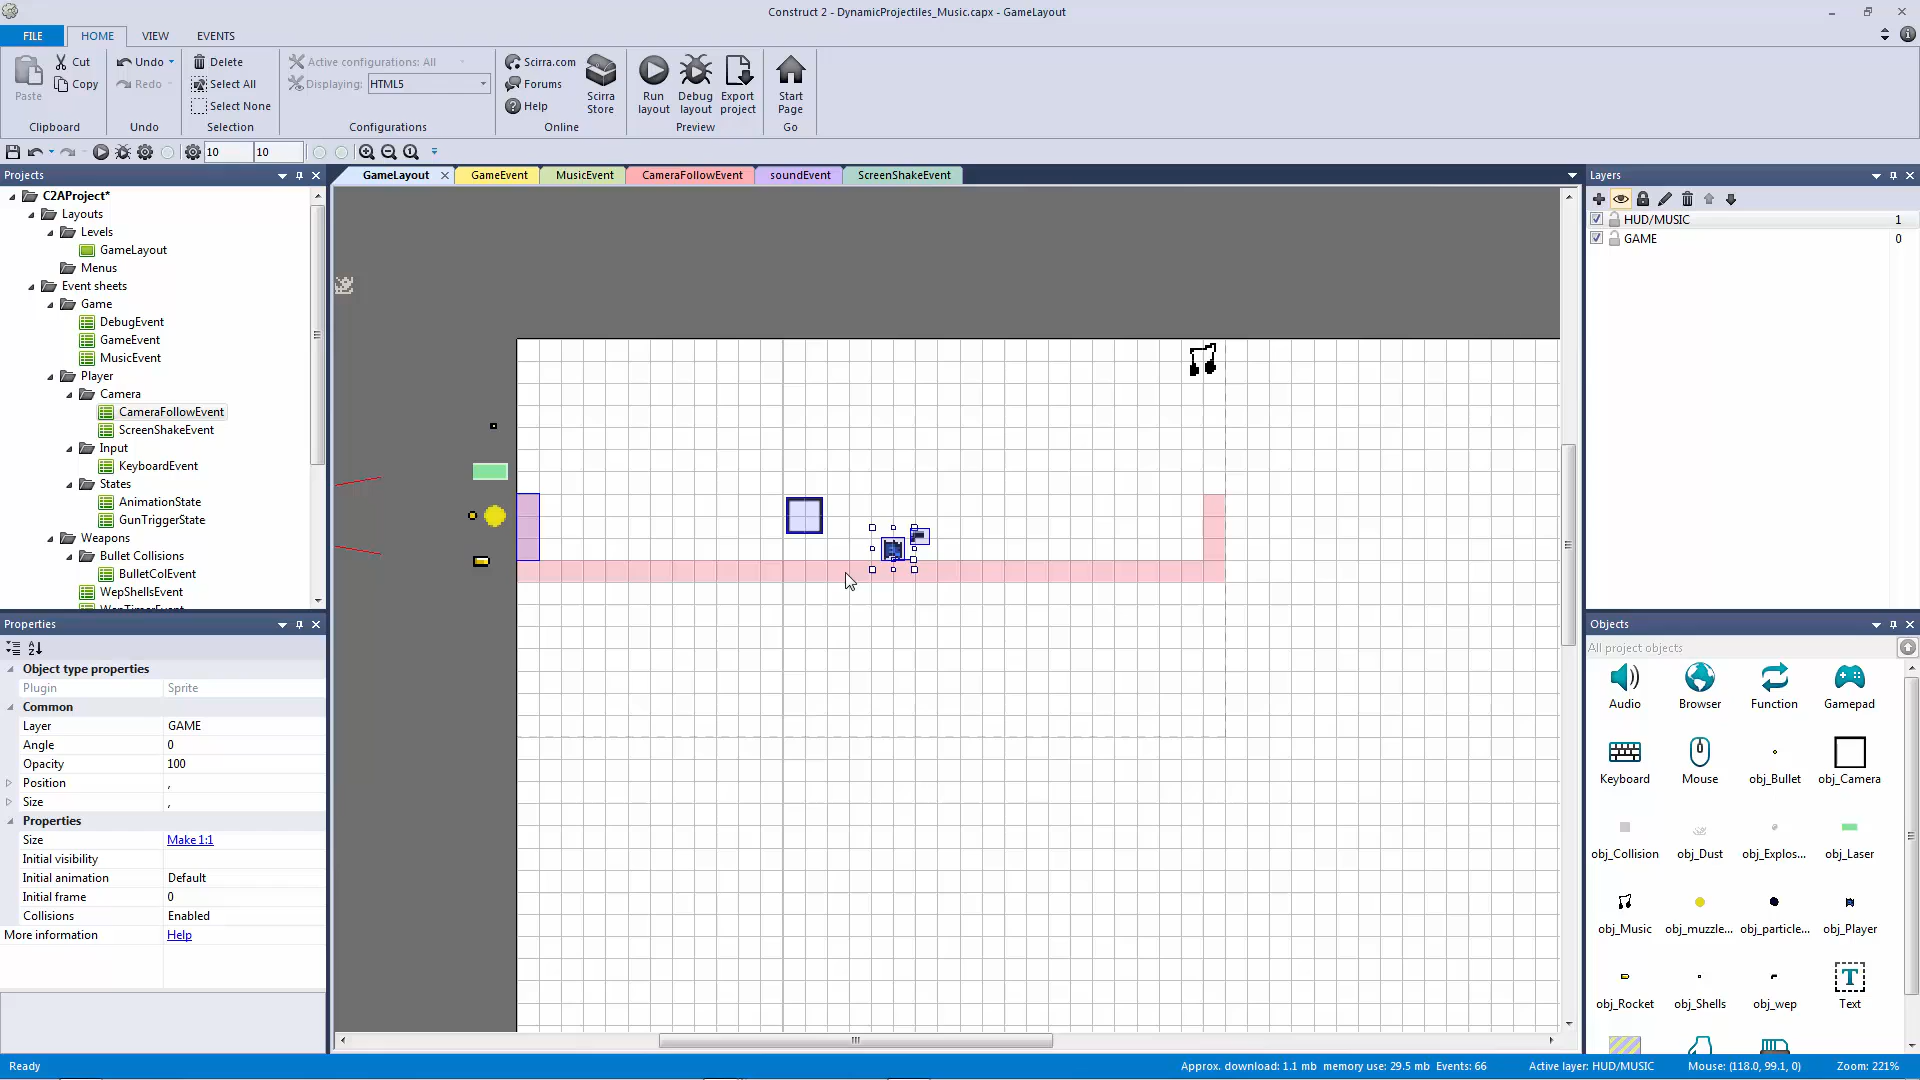 Construct 2 - DynamicProjectiles_Music.capx - GameLayout
FILE HOME VIEW EVENTS
Paste Cut Copy Clipboard
Undo Redo Undo
Delete Select All Select None Selection
Active configurations: All
Displaying: HTML5
Configurations
Scirra.com Forums Help Scirra Store Online
Run layout Debug layout Export project Preview
Start Page Go
10 10
Projects
C2AProject*
Layouts
Levels
GameLayout
Menus
Event sheets
Game
DebugEvent
GameEvent
MusicEvent
Player
Camera
CameraFollowEvent
ScreenShakeEvent
Input
KeyboardEvent
States
AnimationState
GunTriggerState
Weapons
Bullet Collisions
BulletColEvent
WepShellsEvent
WepTimerEvent
GameLayout GameEvent MusicEvent CameraFollowEvent soundEvent ScreenShakeEvent
Layers
HUD/MUSIC 1
GAME 0
Properties
Object type properties
Plugin Sprite
Common
Layer GAME
Angle 0
Opacity 100
Position ,
Size ,
Properties
Size Make 1:1
Initial visibility
Initial animation Default
Initial frame 0
Collisions Enabled
More information Help
Objects
All project objects
Audio Browser Function Gamepad
Keyboard Mouse obj_Bullet obj_Camera
obj_Collision obj_Dust obj_Explos... obj_Laser
obj_Music obj_muzzle... obj_particle... obj_Player
T
obj_Rocket obj_Shells obj_wep Text
Ready Approx. download: 1.1 mb memory use: 29.5 mb Events: 66 Active layer: HUD/MUSIC Mouse: (118.0, 99.1, 0) Zoom: 221%